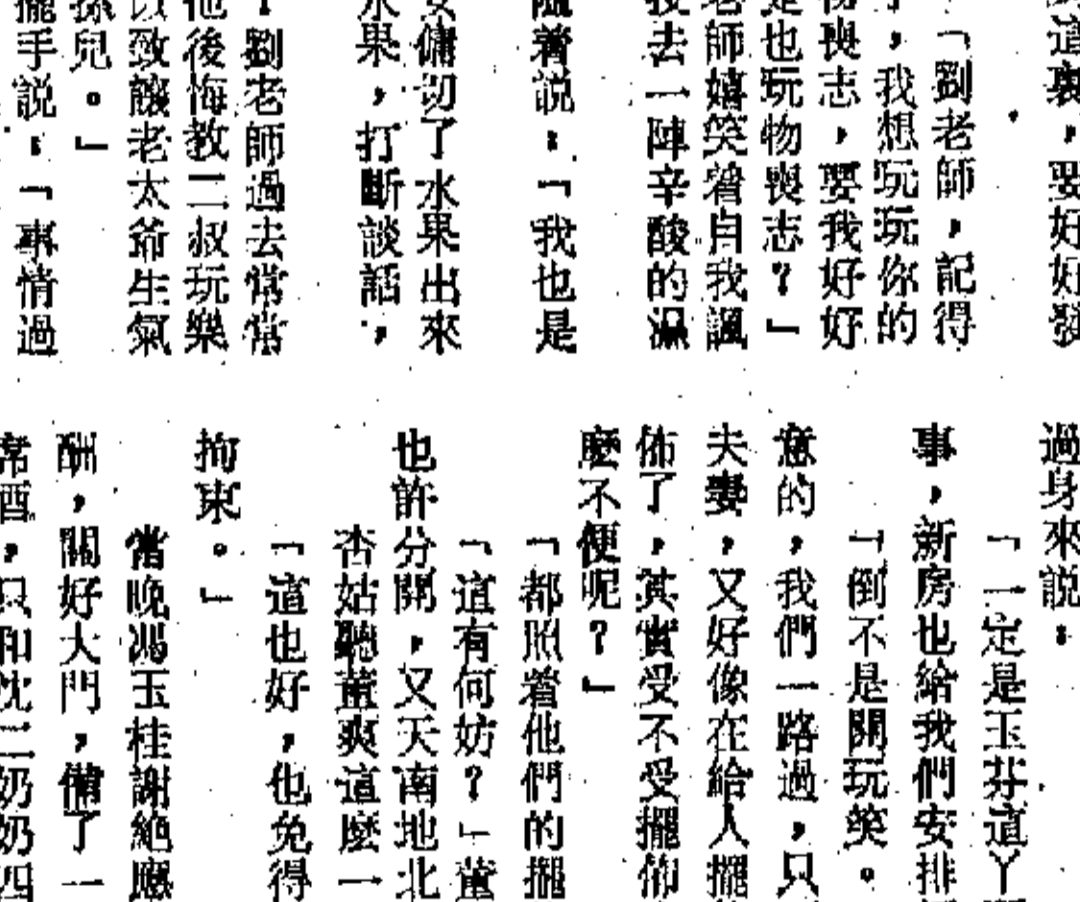 這裏，要好好發
「劉老師，記得
，我想玩玩你的
喪志，要我好好
是也玩物喪志？」
老師嬉笑着自我諷
去一陣辛酸的濕
隨着説：「我也是
女傭切了水果出來
水果，打斷談話，
劉老師過去常常
他後悔教二叔玩樂
以致讓老太爺生氣
孫兒。」
擺手説：「事情過
過身來説：
「一定是玉芬這丫
事，新房也給我們安排
「倒不是開玩笑。
意的，我們一路過，只
夫妻，又好像在給人擺
佈了，其實受不受擺佈
麼不便呢？」
「都照着他們的擺
「這有何妨？」董
也許分開，又天南地北
杏姑聽董爽這麼一
「這也好，也免得
拘束。」
當晚馮玉桂謝絶應
酬，關好大門，備了一
席酒，只和沈二奶奶四